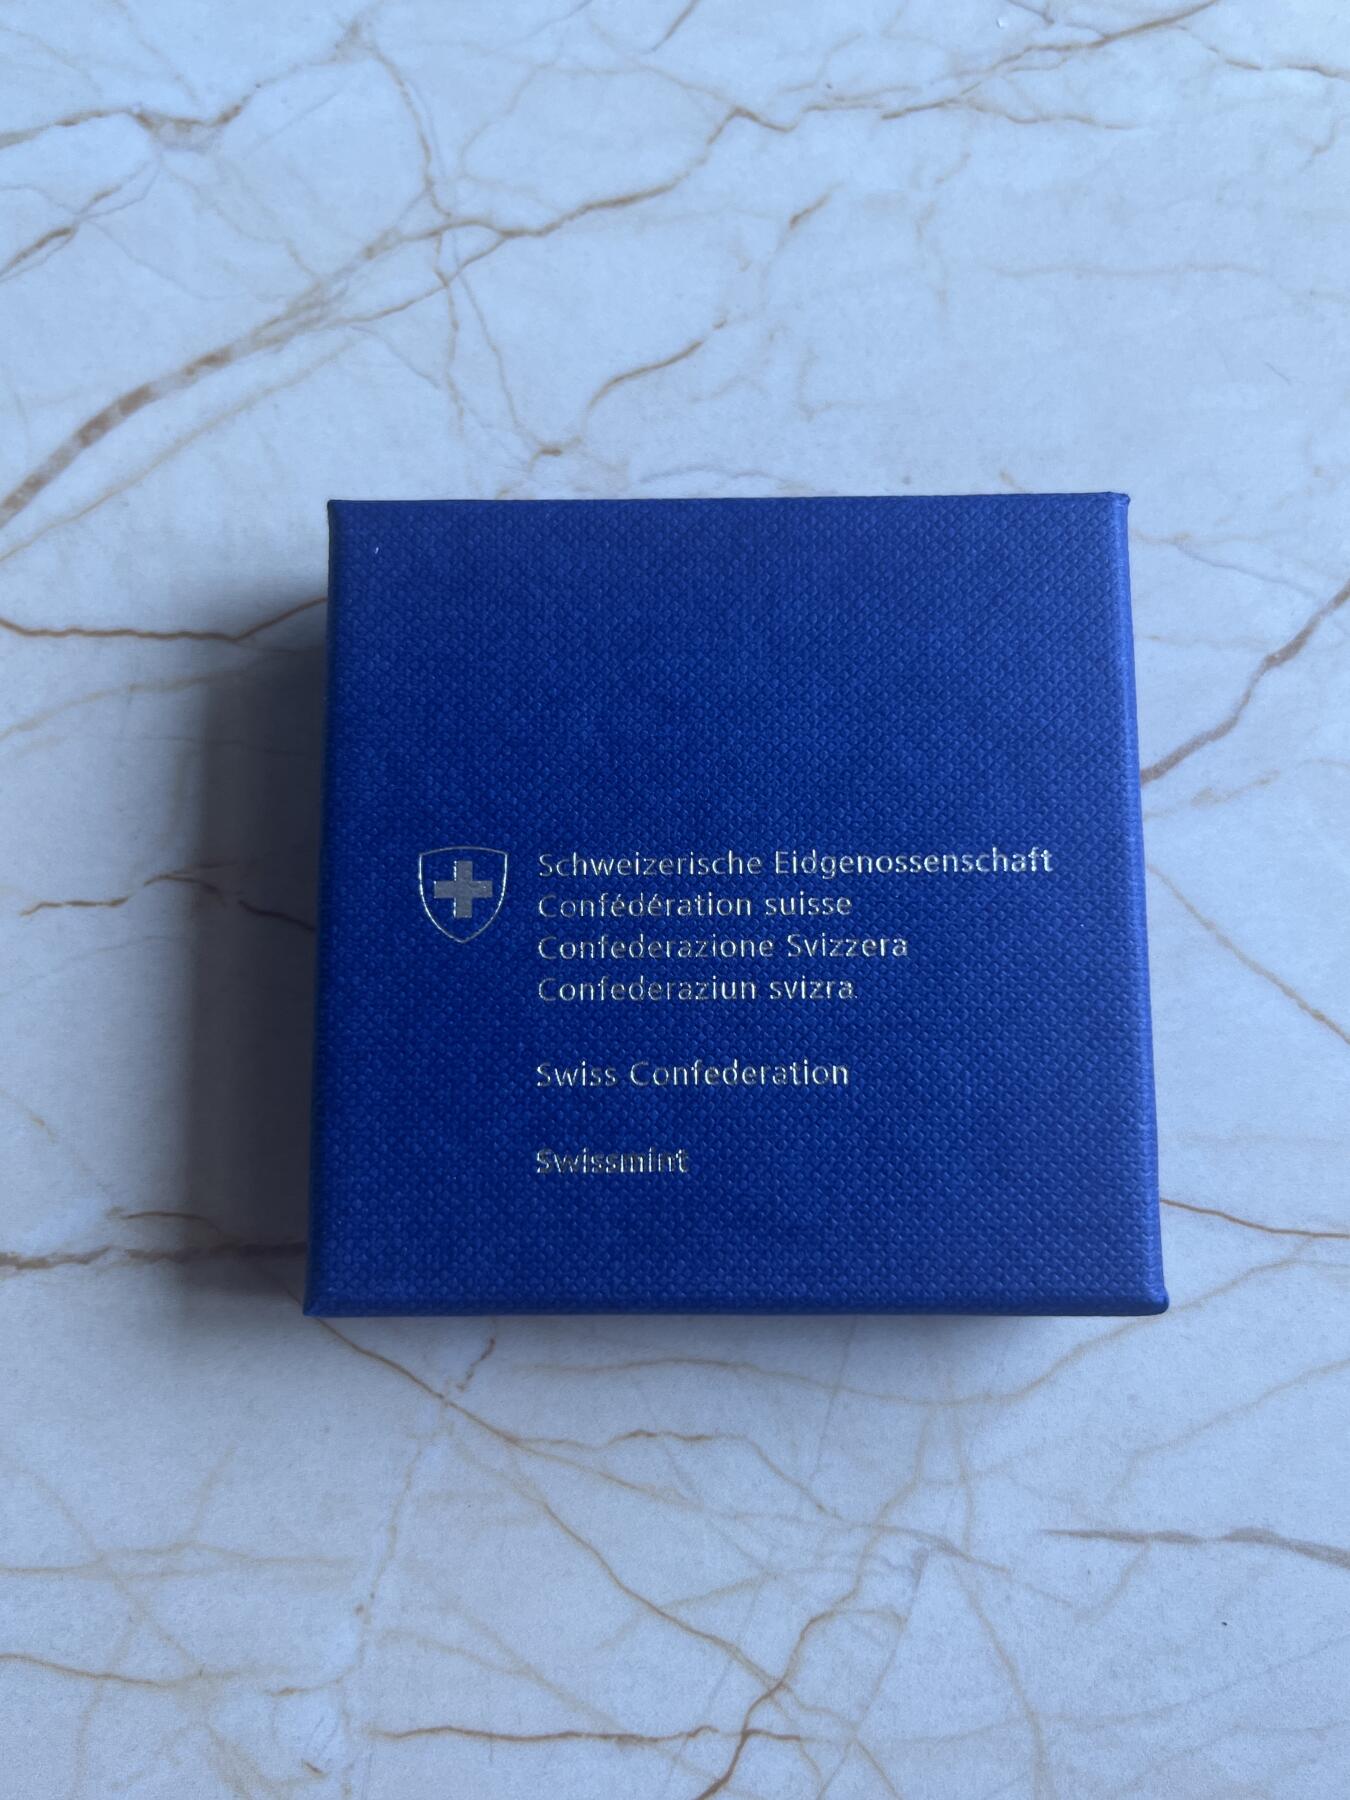 Schweizerische Eidgenossenschaft
Confédération suisse
Confederazione Svizzera
Confederaziun svizra
Swiss Confederation
Swissmint